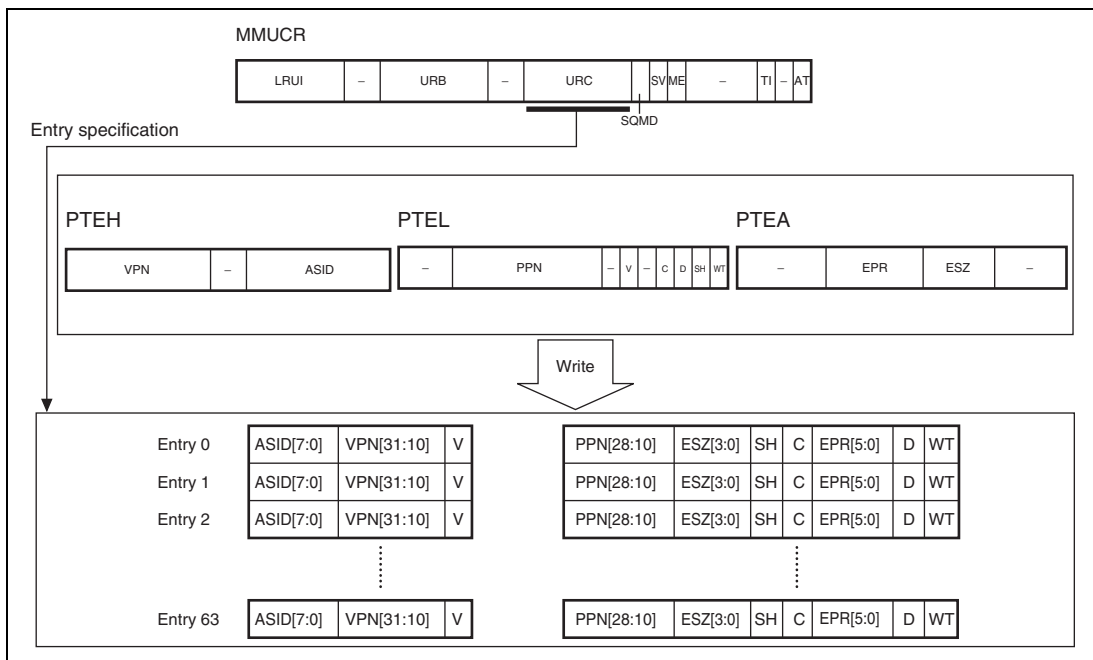 MMUCR
LRUI – URB – URC SV ME – TI – AT
SQMD
Entry specification
PTEH PTEL PTEA
VPN – ASID – PPN – V – C D SH WT – EPR ESZ –
Write
Entry 0 ASID[7:0] VPN[31:10] V PPN[28:10] ESZ[3:0] SH C EPR[5:0] D WT
Entry 1 ASID[7:0] VPN[31:10] V PPN[28:10] ESZ[3:0] SH C EPR[5:0] D WT
Entry 2 ASID[7:0] VPN[31:10] V PPN[28:10] ESZ[3:0] SH C EPR[5:0] D WT
Entry 63 ASID[7:0] VPN[31:10] V PPN[28:10] ESZ[3:0] SH C EPR[5:0] D WT